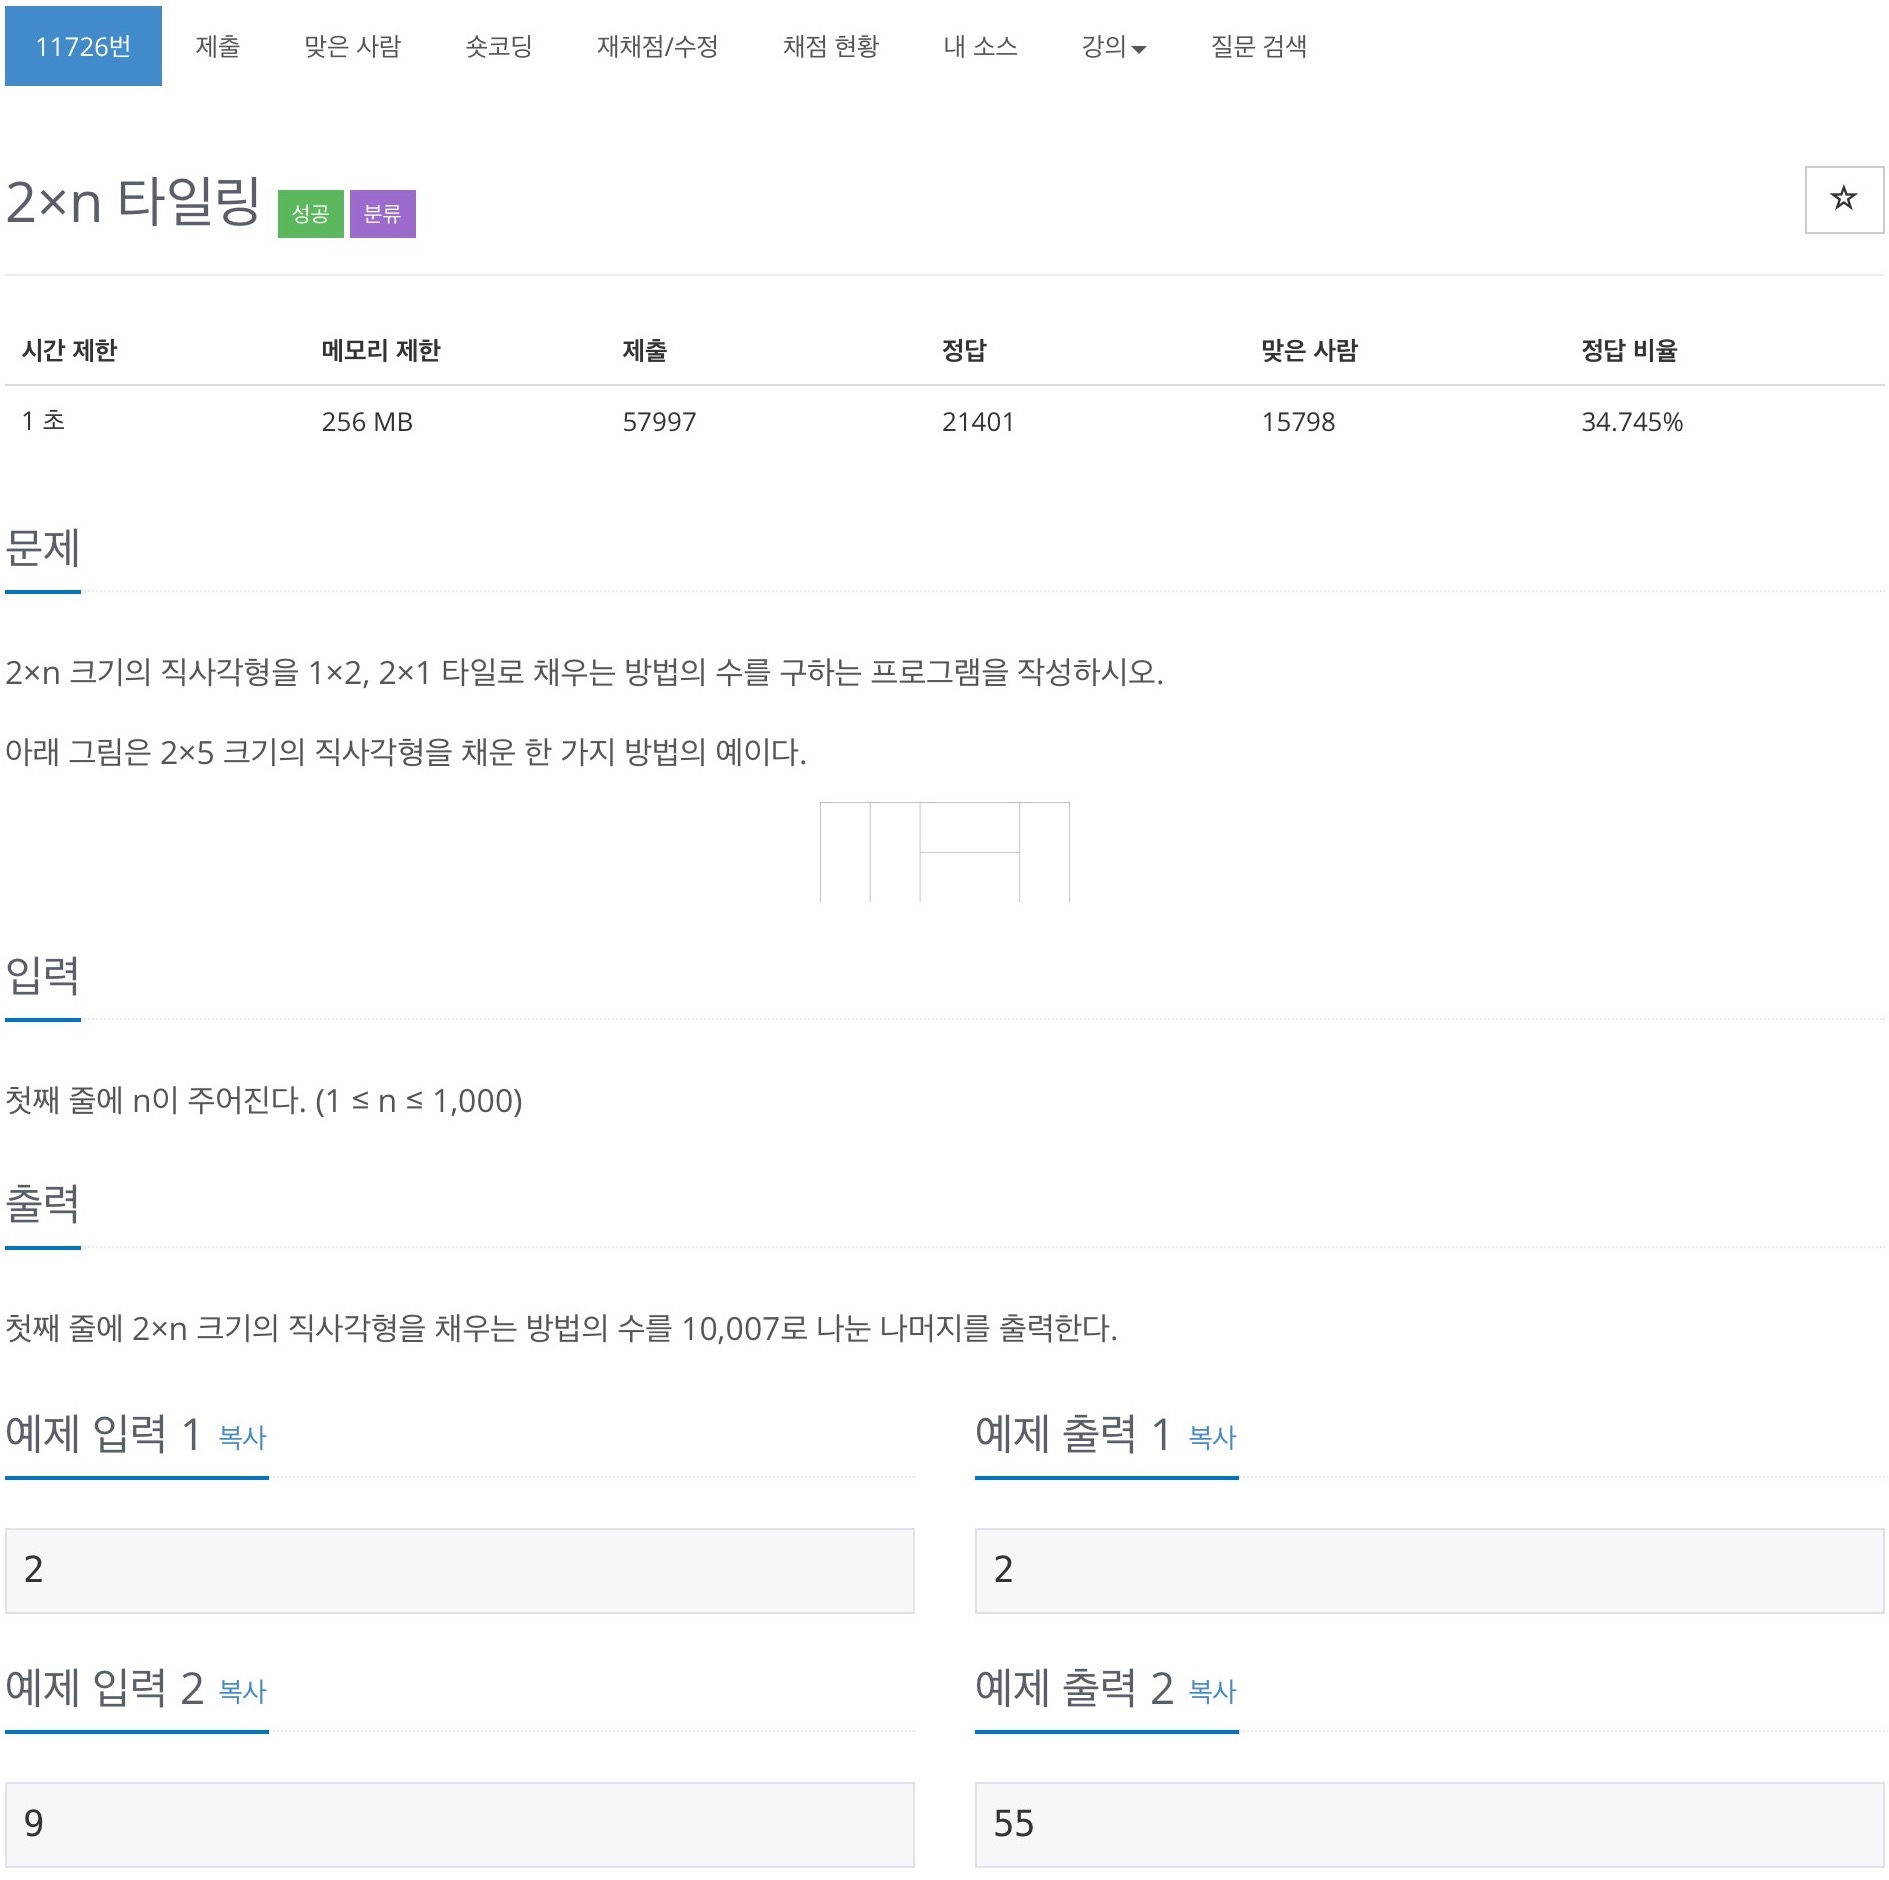 11726번 제출 맞은 사람 숏코딩 재채점/수정 채점 현황 내 소스 강의 질문 검색
2×n 타일링 성공 분류
시간 제한 메모리 제한 제출 정답 맞은 사람 정답 비율
1 초 256 MB 57997 21401 15798 34.745%
문제
2×n 크기의 직사각형을 1×2, 2×1 타일로 채우는 방법의 수를 구하는 프로그램을 작성하시오.
아래 그림은 2×5 크기의 직사각형을 채운 한 가지 방법의 예이다.
입력
첫째 줄에 n이 주어진다. (1 ≤ n ≤ 1,000)
출력
첫째 줄에 2×n 크기의 직사각형을 채우는 방법의 수를 10,007로 나눈 나머지를 출력한다.
예제 입력 1 복사 예제 출력 1 복사
2 2
예제 입력 2 복사 예제 출력 2 복사
9 55